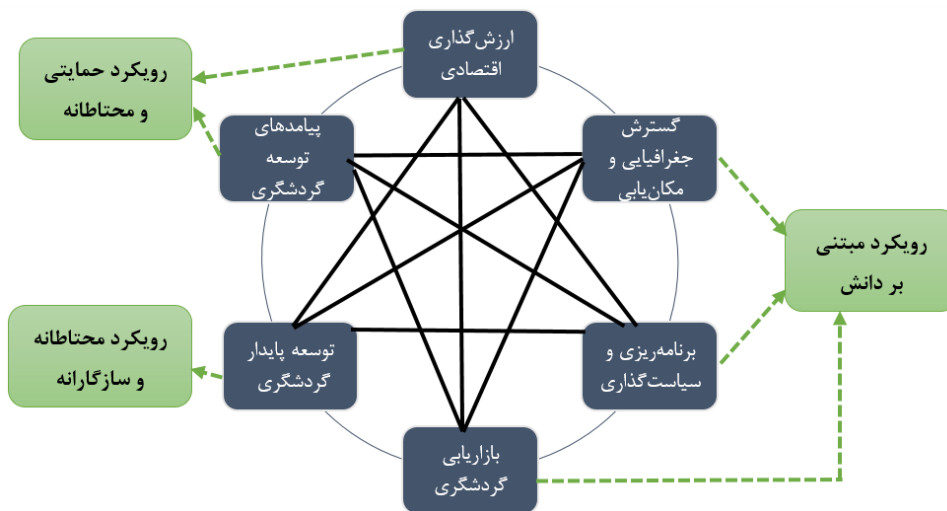 ارزش‌گذاری
اقتصادی
رویکرد حمایتی
و محتاطانه
پیامدهای
توسعه
گردشگری
گسترش
جغرافیایی و
مکان‌یابی
رویکرد مبتنی
بر دانش
رویکرد محتاطانه
و سازگارانه
توسعه پایدار
گردشگری
برنامه‌ریزی و
سیاست‌گذاری
بازاریابی
گردشگری